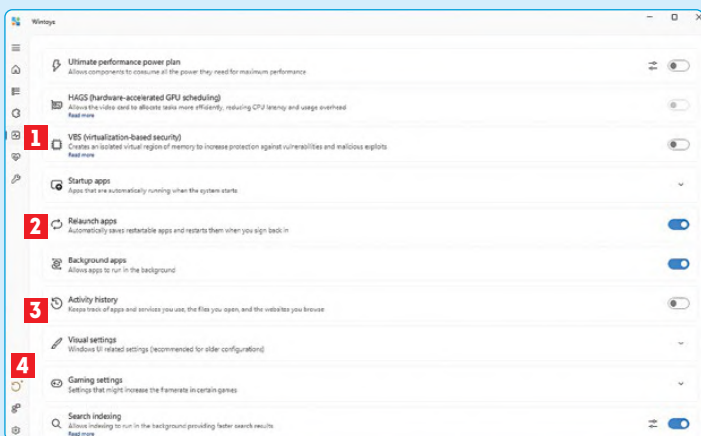 Wintoys
Ultimate performance power plan
Allows components to consume all the power they need for maximum performance
HAGS (hardware-accelerated GPU scheduling)
Allows the video card to allocate tasks more efficiently, reducing CPU latency and usage overhead
Read more
1
VBS (virtualization-based security)
Creates an isolated virtual region of memory to increase protection against vulnerabilities and malicious exploits
Read more
Startup apps
Apps that are automatically running when the system starts
2
Relaunch apps
Automatically saves restartable apps and restarts them when you sign back in
Background apps
Allows apps to run in the background
3
Activity history
Keeps track of apps and services you use, the files you open, and the websites you browse
Visual settings
Windows UI related settings (recommended for older configurations)
4
Gaming settings
Settings that might increase the framerate in certain games
Search indexing
Allows indexing to run in the background providing faster search results
Read more